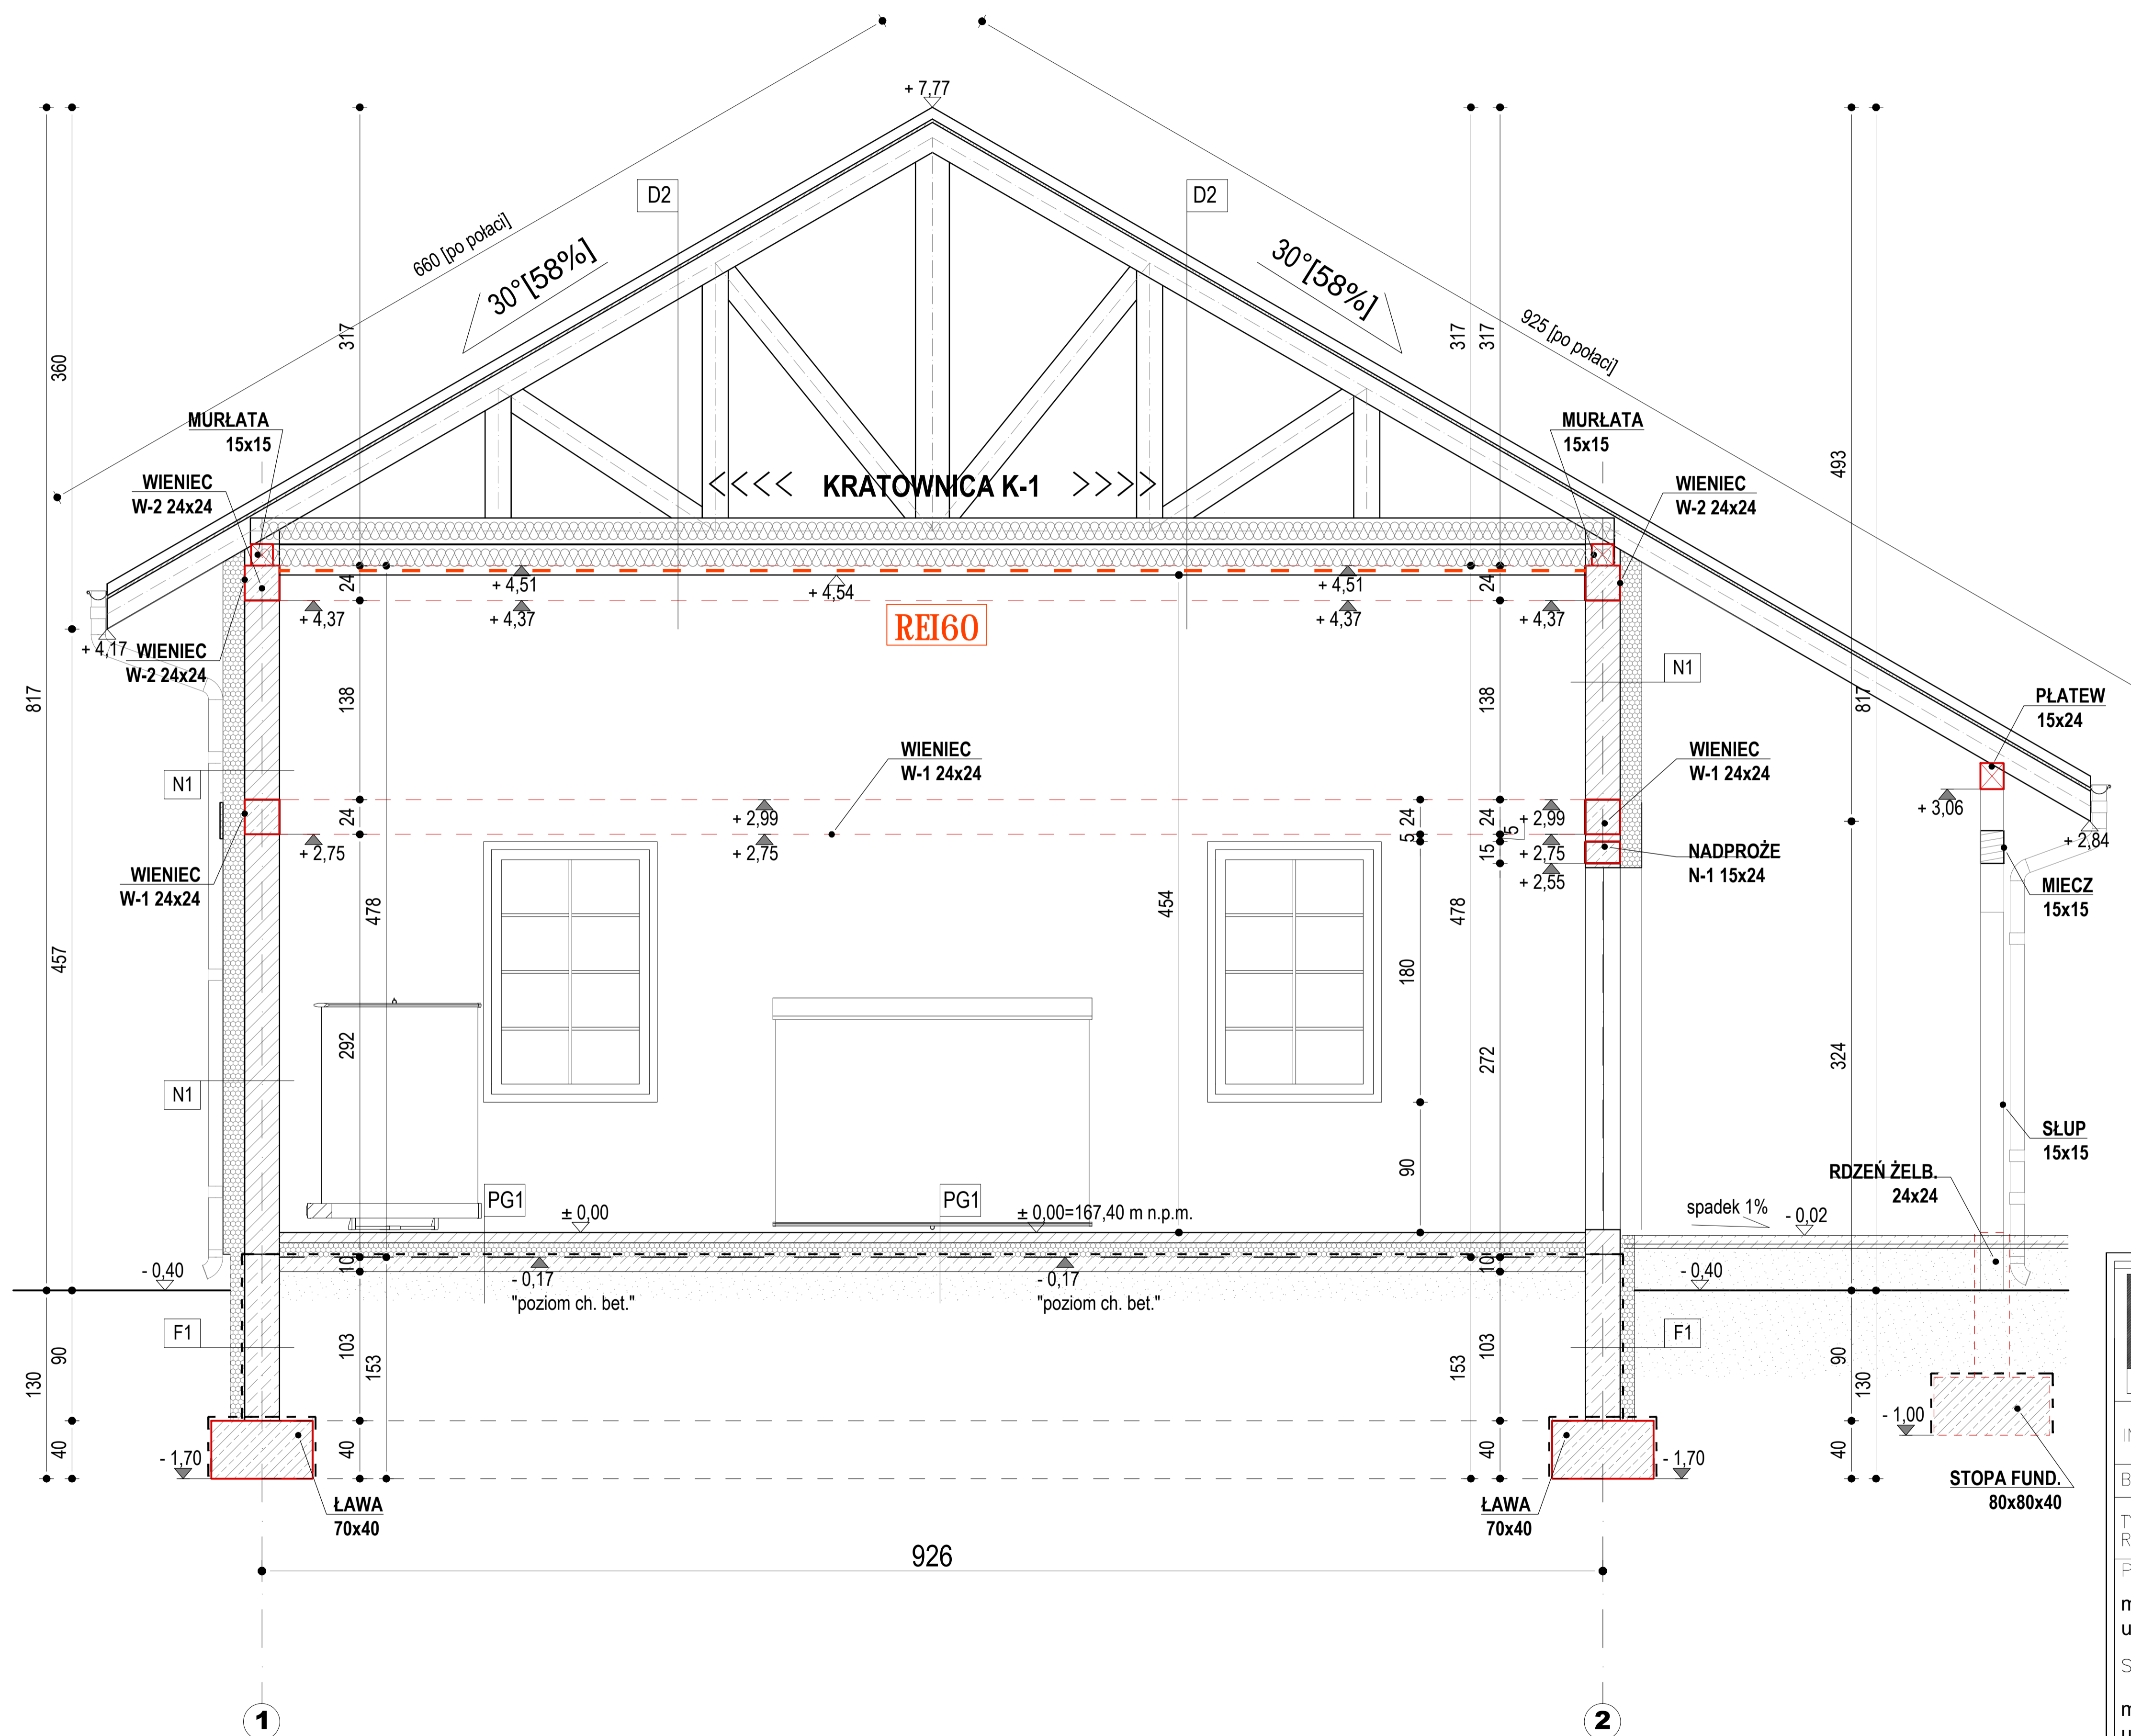 + 7,77
D2
D2
660 [po połaci]
30°[58%]
30°[58%]
925 [po połaci]
317
317
317
360
493
MURŁATA
15x15
MURŁATA
15x15
WIENIEC
W-2 24x24
<<<< KRATOWNICA K-1 >>>>
WIENIEC
W-2 24x24
24
+ 4,51
+ 4,54
+ 4,51
24
+ 4,37
+ 4,37
REI60
+ 4,37
+ 4,37
+ 4,17
WIENIEC
W-2 24x24
N1
817
138
138
817
PŁATEW
15x24
WIENIEC
W-1 24x24
WIENIEC
W-1 24x24
N1
+ 3,06
24
+ 2,99
24
24
+ 2,99
5
5
+ 2,75
+ 2,75
15
+ 2,75
+ 2,84
NADPROŻE
N-1 15x24
+ 2,55
WIENIEC
W-1 24x24
MIECZ
15x15
478
454
478
457
180
292
272
324
N1
SŁUP
15x15
90
RDZEŃ ŻELB.
24x24
PG1
PG1
± 0,00
± 0,00=167,40 m n.p.m.
spadek 1%
- 0,02
- 0,40
10
- 0,17
"poziom ch. bet."
- 0,17
"poziom ch. bet."
10
- 0,40
F1
F1
90
103
103
90
130
153
153
130
- 1,00
40
- 1,70
40
40
- 1,70
40
ŁAWA
70x40
ŁAWA
70x40
STOPA FUND.
80x80x40
926
1
2